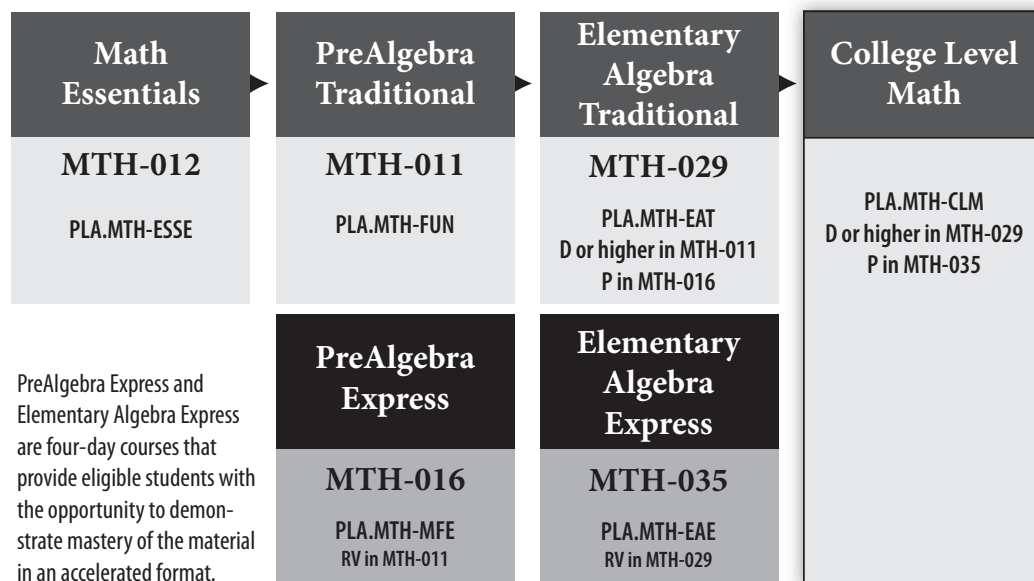 Math
Essentials
MTH-012
PLA.MTH-ESSE
PreAlgebra
Traditional
MTH-011
PLA.MTH-FUN
Elementary
Algebra
Traditional
MTH-029
PLA.MTH-EAT
D or higher in MTH-011
P in MTH-016
College Level
Math
PLA.MTH-CLM
D or higher in MTH-029
P in MTH-035
PreAlgebra Express and
Elementary Algebra Express
are four-day courses that
provide eligible students with
the opportunity to demon-
strate mastery of the material
in an accelerated format.
PreAlgebra
Express
MTH-016
PLA.MTH-MFE
RV in MTH-011
Elementary
Algebra
Express
MTH-035
PLA.MTH-EAE
RV in MTH-029